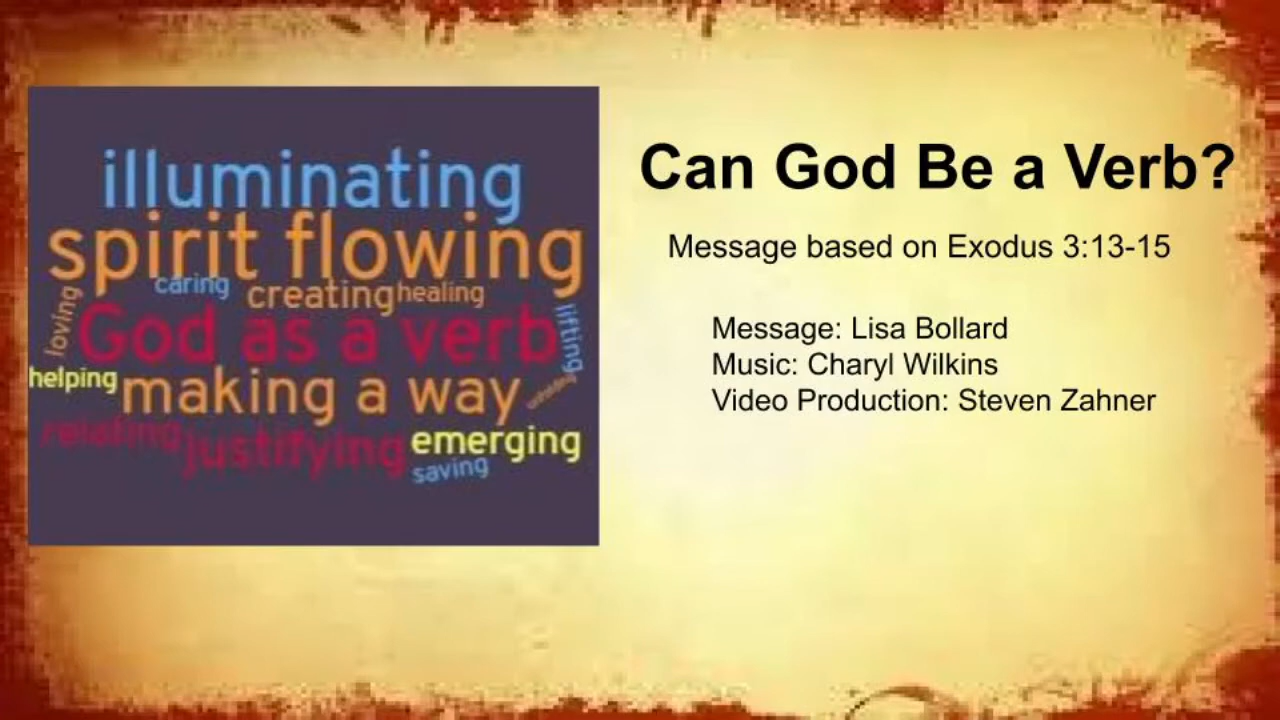 illuminating
spirit flowing
caring
creating
healing
loving
God as a verb
lifting
helping
making a way
relating
justifying
emerging
saving
Can God Be a Verb?
Message based on Exodus 3:13-15
Message: Lisa Bollard
Music: Charyl Wilkins
Video Production: Steven Zahner